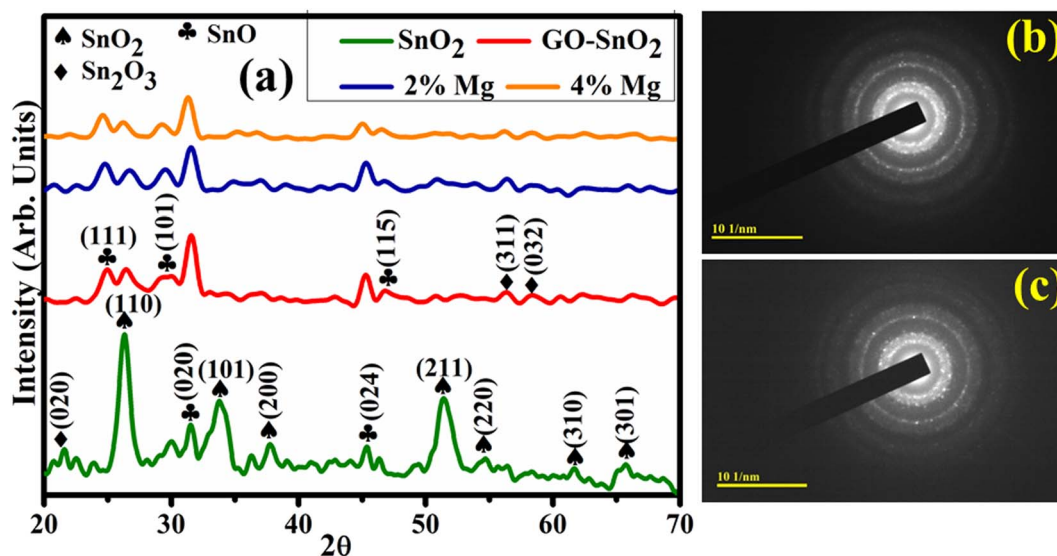 ♠ SnO₂ ♣ SnO
♦ Sn₂O₃
(a)
SnO₂ GO-SnO₂
2% Mg 4% Mg
Intensity (Arb. Units)
(111)
♣
♣(101)
♣(115)
♦(311)
♦(032)
(110)
♠
♦(020)
♣(020)
(101)
♠
♠(200)
♣(024)
(211)
♠
♠(220)
♠(310)
♠(301)
20 30 40 50 60 70
2θ
(b)
10 1/nm
(c)
10 1/nm